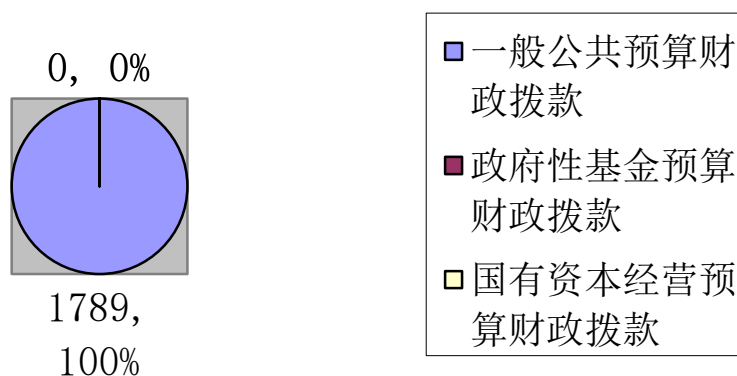 0, 0%
1789,
100%
一般公共预算财
政拨款
政府性基金预算
财政拨款
国有资本经营预
算财政拨款